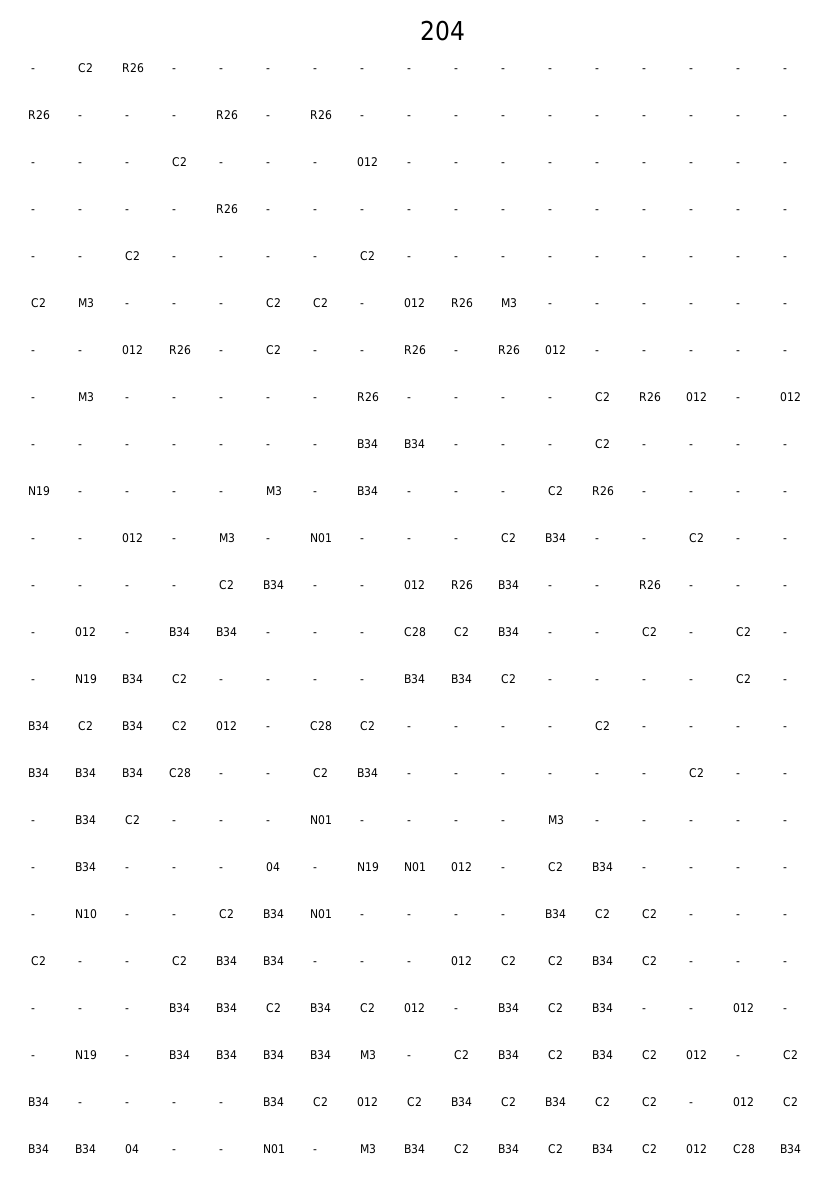 204
- C2 R26 - - - - - - - - - - - - - -
R26 - - - R26 - R26 - - - - - - - - - -
- - - C2 - - - 012 - - - - - - - - -
- - - - R26 - - - - - - - - - - - -
- - C2 - - - - C2 - - - - - - - - -
C2 M3 - - - C2 C2 - 012 R26 M3 - - - - - -
- - 012 R26 - C2 - - R26 - R26 012 - - - - -
- M3 - - - - - R26 - - - - C2 R26 012 - 012
- - - - - - - B34 B34 - - - C2 - - - -
N19 - - - - M3 - B34 - - - C2 R26 - - - -
- - 012 - M3 - N01 - - - C2 B34 - - C2 - -
- - - - C2 B34 - - 012 R26 B34 - - R26 - - -
- 012 - B34 B34 - - - C28 C2 B34 - - C2 - C2 -
- N19 B34 C2 - - - - B34 B34 C2 - - - - C2 -
B34 C2 B34 C2 012 - C28 C2 - - - - C2 - - - -
B34 B34 B34 C28 - - C2 B34 - - - - - - C2 - -
- B34 C2 - - - N01 - - - - M3 - - - - -
- B34 - - - 04 - N19 N01 012 - C2 B34 - - - -
- N10 - - C2 B34 N01 - - - - B34 C2 C2 - - -
C2 - - C2 B34 B34 - - - 012 C2 C2 B34 C2 - - -
- - - B34 B34 C2 B34 C2 012 - B34 C2 B34 - - 012 -
- N19 - B34 B34 B34 B34 M3 - C2 B34 C2 B34 C2 012 - C2
B34 - - - - B34 C2 012 C2 B34 C2 B34 C2 C2 - 012 C2
B34 B34 04 - - N01 - M3 B34 C2 B34 C2 B34 C2 012 C28 B34